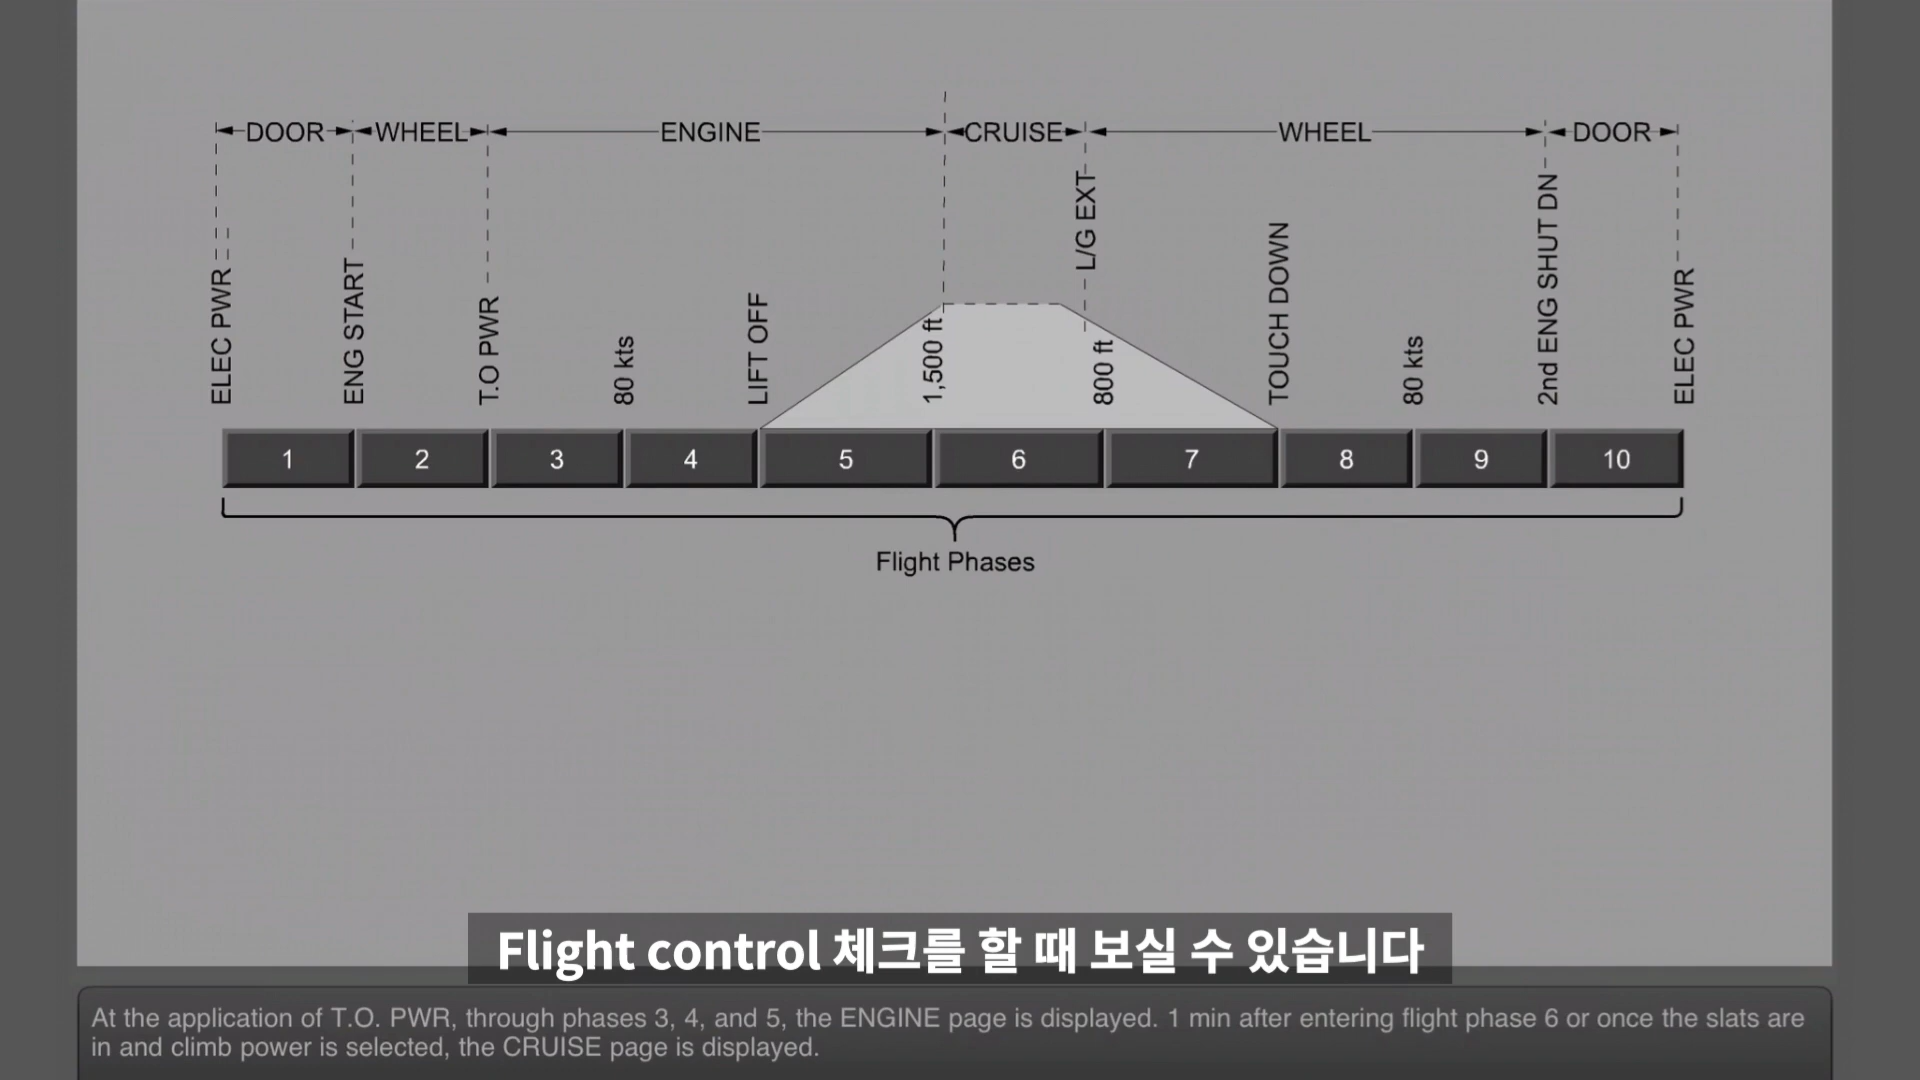 DOOR WHEEL ENGINE CRUISE WHEEL DOOR
ELEC PWR
ENG START
T.O PWR
80 kts
LIFT OFF
1,500 ft
L/G EXT
800 ft
TOUCH DOWN
80 kts
2nd ENG SHUT DN
ELEC PWR
1 2 3 4 5 6 7 8 9 10
Flight Phases
Flight control 체크를 할 때 보실 수 있습니다
At the application of T.O. PWR, through phases 3, 4, and 5, the ENGINE page is displayed. 1 min after entering flight phase 6 or once the slats are
in and climb power is selected, the CRUISE page is displayed.